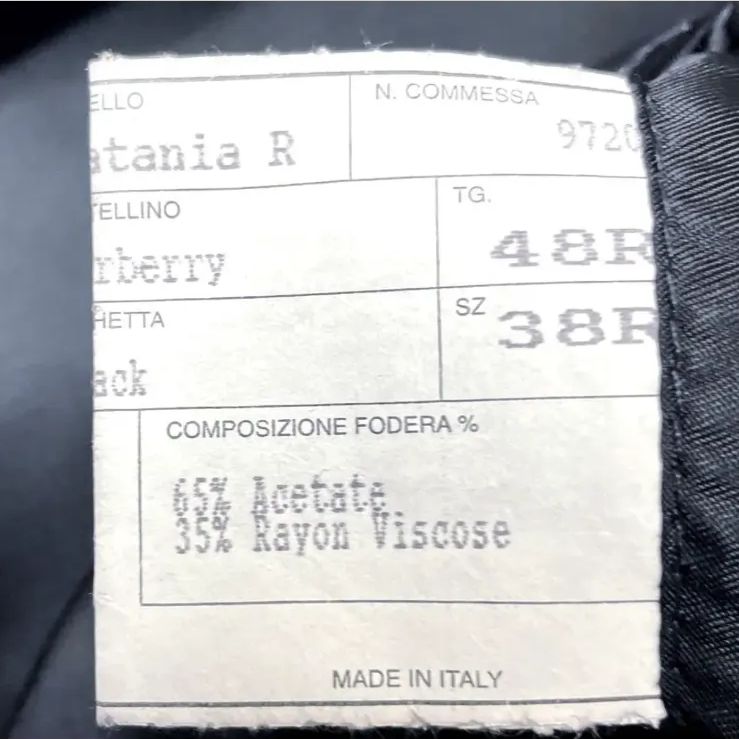 ELLO
N. COMMESSA
atania R
9720
TELLINO
TG.
rberry
48R
HETTA
SZ
38R
ack
COMPOSIZIONE FODERA %
65% Acetate
35% Rayon Viscose
MADE IN ITALY